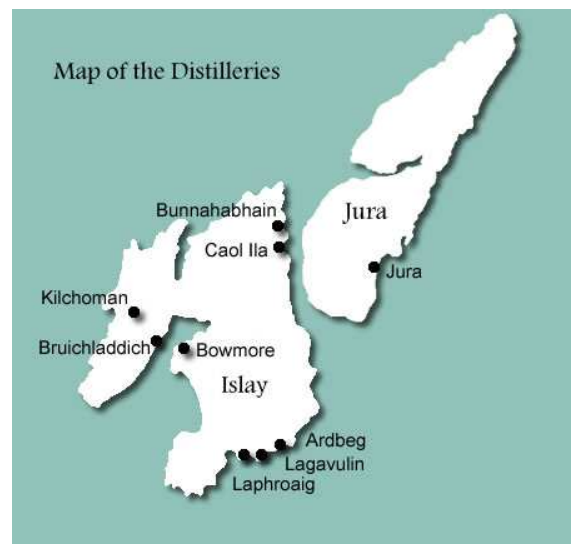 Map of the Distilleries
Bunnahabhain
Jura
Caol Ila
Jura
Kilchoman
Bruichladdich
Bowmore
Islay
Ardbeg
Lagavulin
Laphroaig